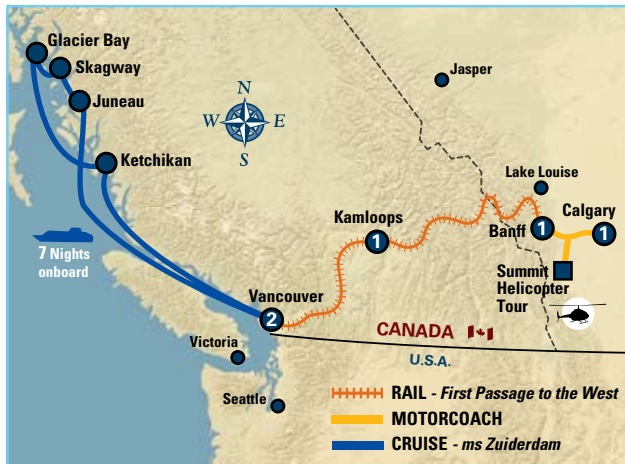 Glacier Bay
Skagway
Juneau
Ketchikan
N
W E
S
Jasper
Lake Louise
Calgary
1
Banff
1
Kamloops
1
Summit
Helicopter
Tour
7 Nights
onboard
Vancouver
2
CANADA
U.S.A.
Victoria
Seattle
RAIL - First Passage to the West
MOTORCOACH
CRUISE - ms Zuiderdam